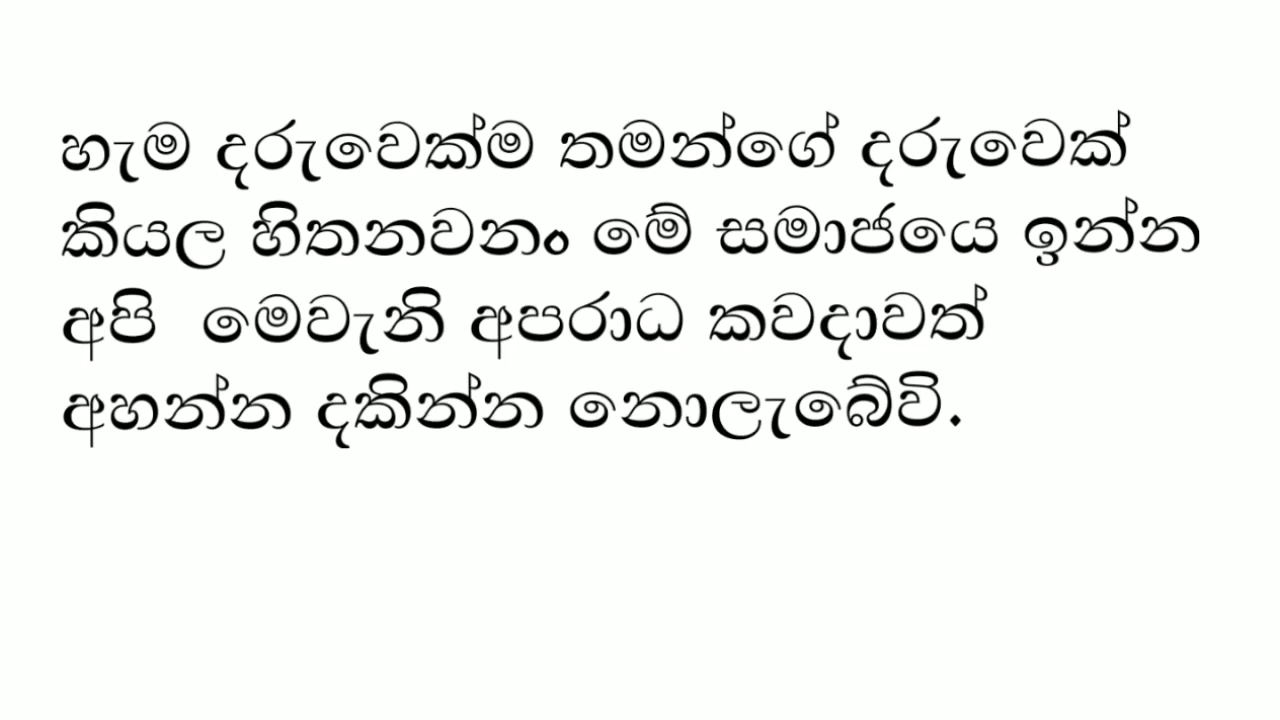 හැම දරුවෙක්ම තමන්ගේ දරුවෙක්
කියල හිතනවනං මේ සමාජයෙ ඉන්න
අපි  මෙවැනි අපරාධ කවදාවත්
අහන්න දකින්න නොලැබේවි.